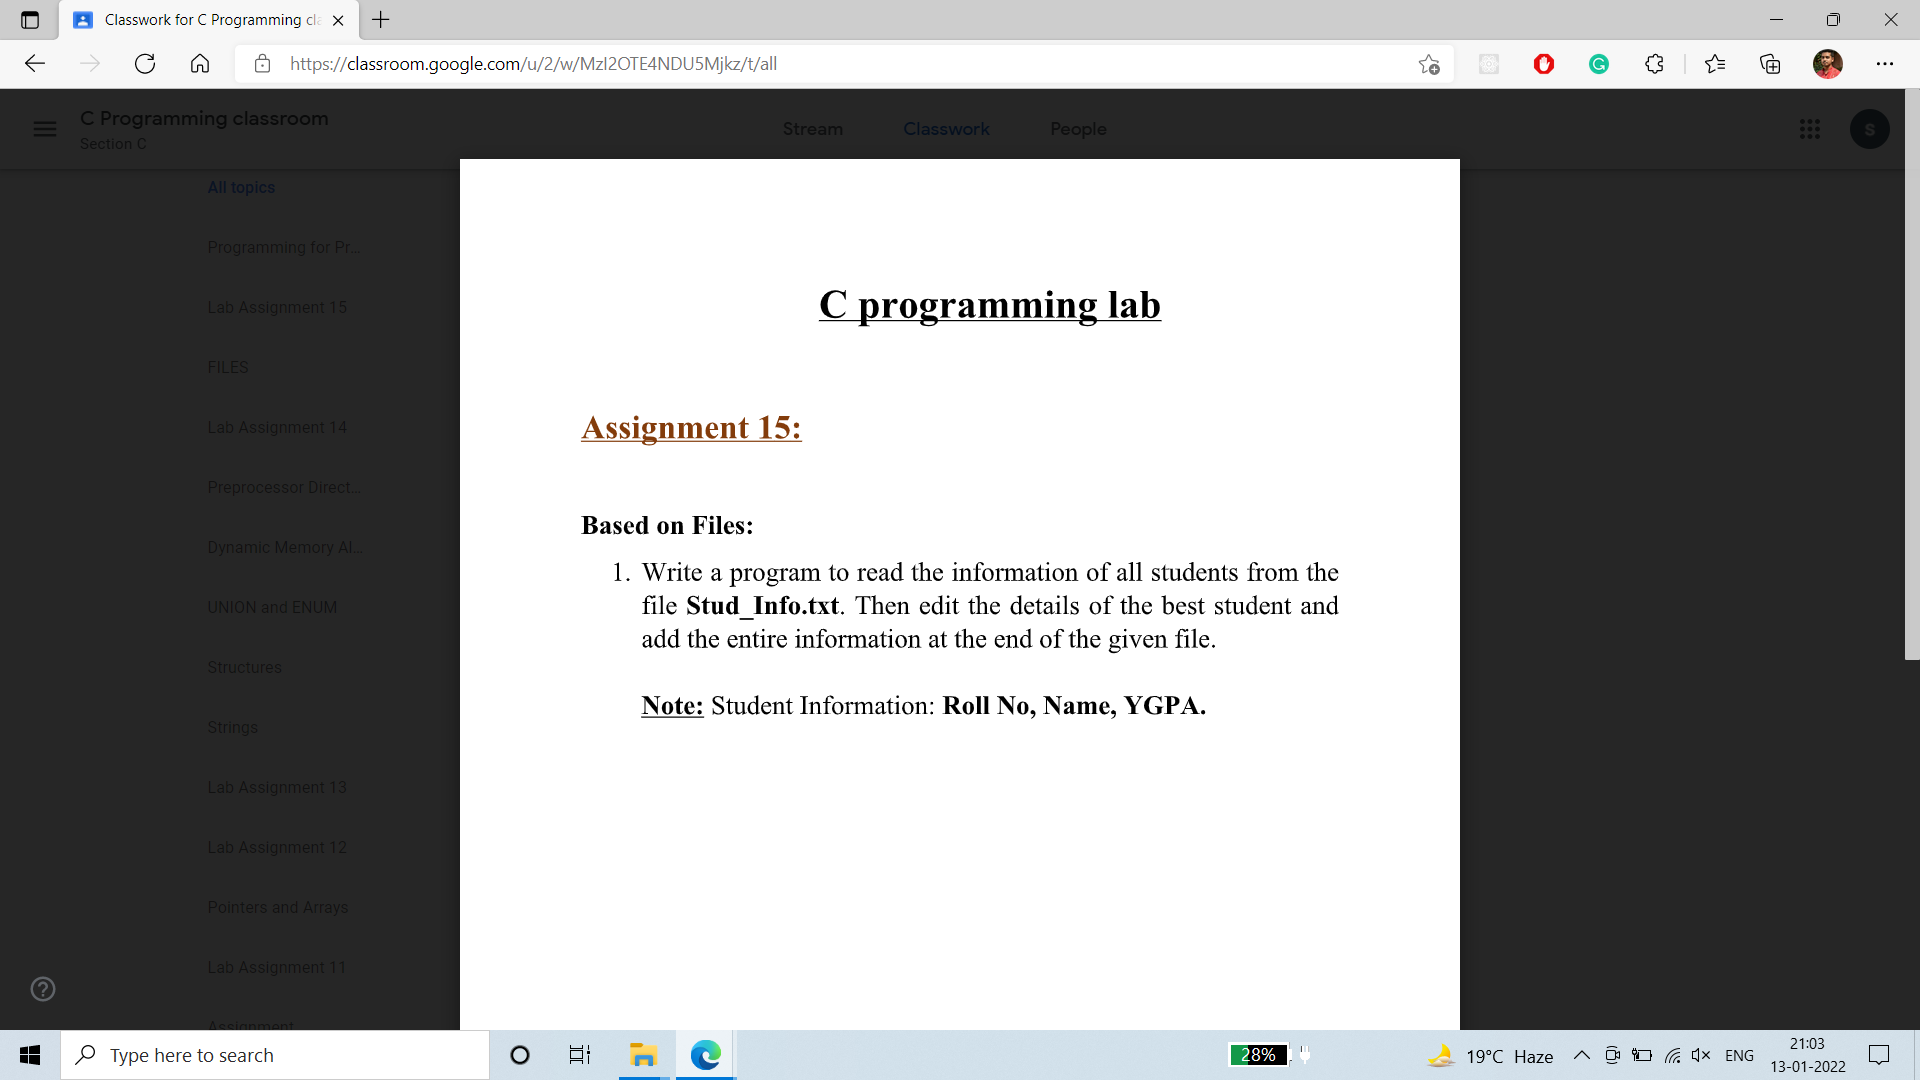 Classwork for C Programming cl
https://classroom.google.com/u/2/w/MzI2OTE4NDU5Mjkz/t/all
C Programming classroom
Section C
Stream
Classwork
People
S
All topics
Programming for Pr...
Lab Assignment 15
FILES
Lab Assignment 14
Preprocessor Direct...
Dynamic Memory Al...
UNION and ENUM
Structures
Strings
Lab Assignment 13
Lab Assignment 12
Pointers and Arrays
Lab Assignment 11
Assignment
C programming lab
Assignment 15:
Based on Files:
1. Write a program to read the information of all students from the
file Stud_Info.txt. Then edit the details of the best student and
add the entire information at the end of the given file.
Note: Student Information: Roll No, Name, YGPA.
Type here to search
28%
19°C Haze
ENG
21:03
13-01-2022